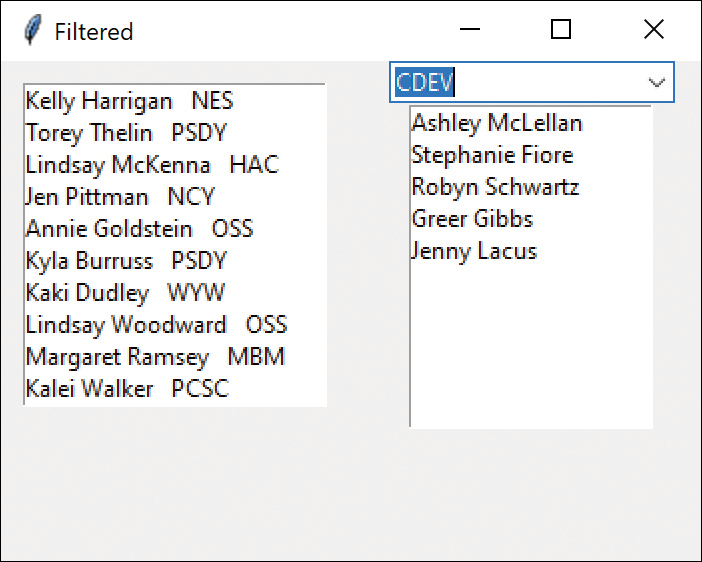 Filtered
Kelly Harrigan NES
Torey Thelin PSDY
Lindsay McKenna HAC
Jen Pittman NCY
Annie Goldstein OSS
Kyla Burruss PSDY
Kaki Dudley WYW
Lindsay Woodward OSS
Margaret Ramsey MBM
Kalei Walker PCSC
CDEV
Ashley McLellan
Stephanie Fiore
Robyn Schwartz
Greer Gibbs
Jenny Lacus